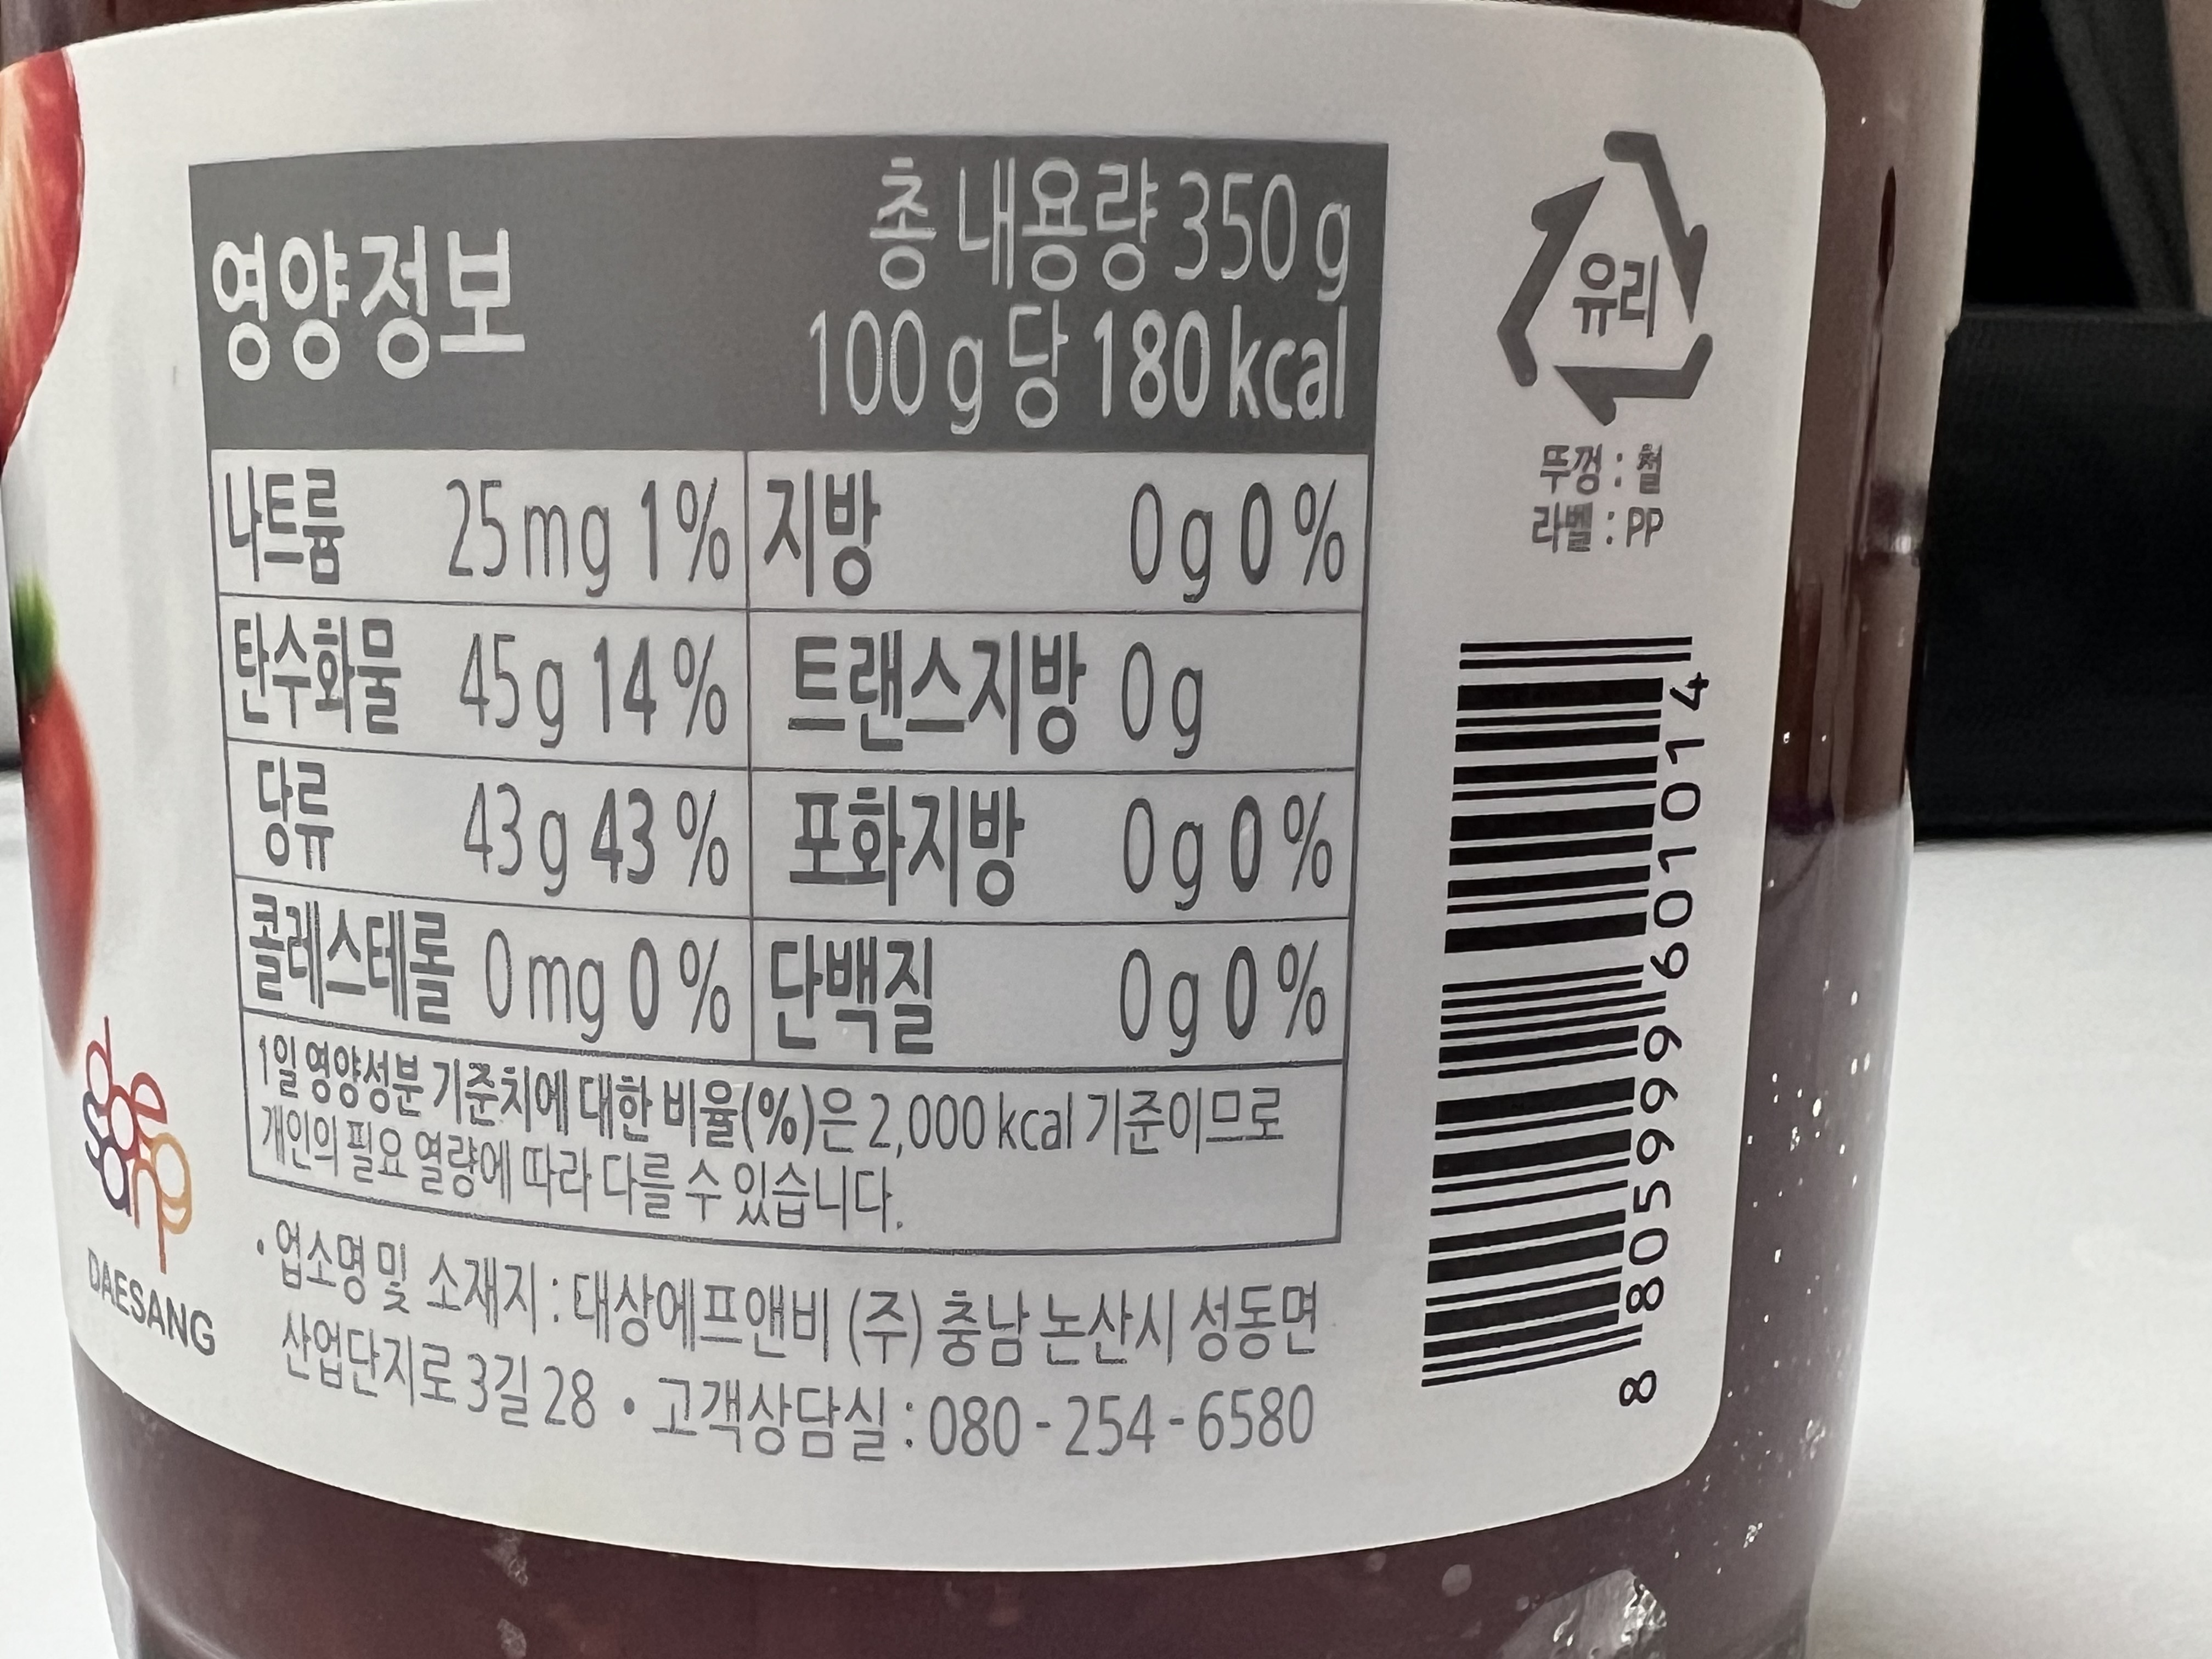 영양정보
총 내용량 350 g
100 g 당 180 kcal
나트륨 25 mg 1 % 지방 0 g 0 %
탄수화물 45 g 14 % 트랜스지방 0 g
당류 43 g 43 % 포화지방 0 g 0 %
콜레스테롤 0 mg 0 % 단백질 0 g 0 %
1일 영양성분 기준치에 대한 비율(%)은 2,000 kcal 기준이므로
개인의 필요 열량에 따라 다를 수 있습니다.
• 업소명 및 소재지 : 대상에프앤비 (주) 충남 논산시 성동면
산업단지로 3길 28 • 고객상담실 : 080 - 254 - 6580
daesang
DAESANG
유리
뚜껑 : 철
라벨 : PP
8 805999 601014